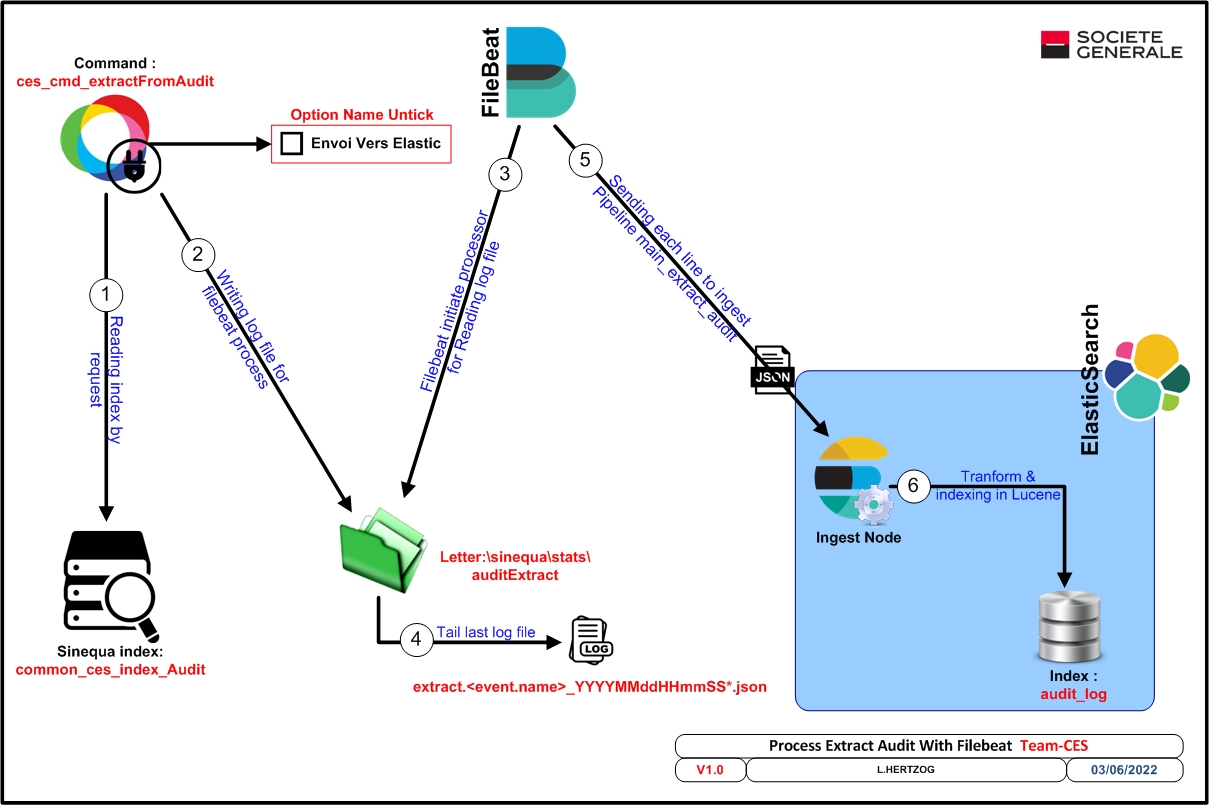 SOCIETE
GENERALE
Command :
ces_cmd_extractFromAudit
Option Name Untick
Envoi Vers Elastic
FileBeat
1
Reading index by
request
2
Writing log file for
filebeat process
3
Filebeat initiate processor
for Reading log file
5
Sending each line to ingest
Pipeline main_extract_audit
JSON
ElasticSearch
Ingest Node
6
Tranform &
indexing in Lucene
Index :
audit_log
Letter:\sinequa\stats\
auditExtract
4
Tail last log file
LOG
extract.<event.name>_YYYYMMddHHmmSS*.json
Sinequa index:
common_ces_index_Audit
Process Extract Audit With Filebeat Team-CES
V1.0
L.HERTZOG
03/06/2022